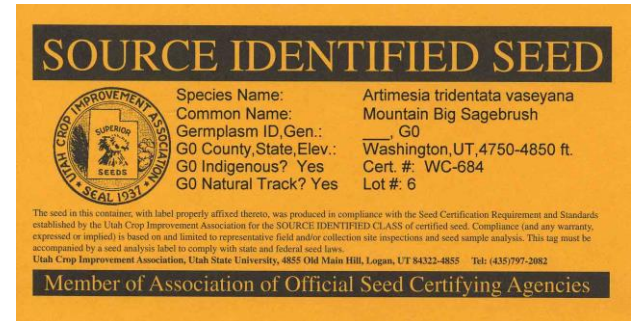 SOURCE IDENTIFIED SEED
UTAH CROP IMPROVEMENT ASSOCIATION
SUPERIOR
SEEDS
SEAL 1937
Species Name: Artimesia tridentata vaseyana
Common Name: Mountain Big Sagebrush
Germplasm ID,Gen.: ___, G0
G0 County,State,Elev.: Washington,UT,4750-4850 ft.
G0 Indigenous? Yes Cert. #: WC-684
G0 Natural Track? Yes Lot #: 6
The seed in this container, with label properly affixed thereto, was produced in compliance with the Seed Certification Requirement and Standards
established by the Utah Crop Improvement Association for the SOURCE IDENTIFIED CLASS of certified seed. Compliance (and any warranty,
expressed or implied) is based on and limited to representative field and/or collection site inspections and seed sample analysis. This tag must be
accompanied by a seed analysis label to comply with state and federal seed laws.
Utah Crop Improvement Association, Utah State University, 4855 Old Main Hill, Logan, UT 84322-4855 Tel: (435)797-2082
Member of Association of Official Seed Certifying Agencies